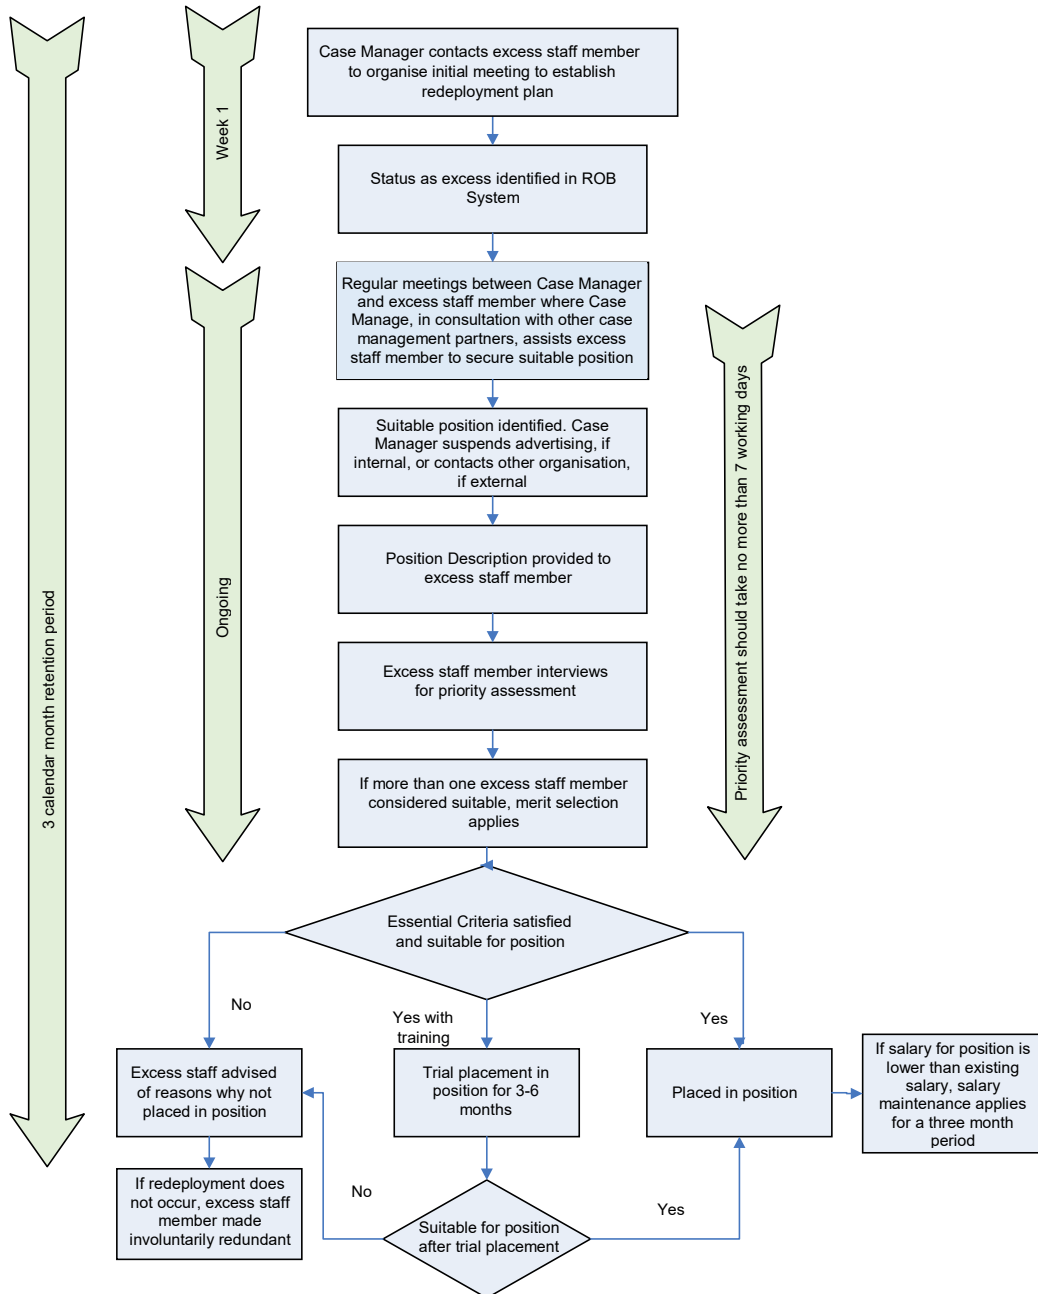 Case Manager contacts excess staff member
to organise initial meeting to establish
redeployment plan
Week 1
Status as excess identified in ROB
System
Regular meetings between Case Manager
and excess staff member where Case
Manage, in consultation with other case
management partners, assists excess
staff member to secure suitable position
Suitable position identified. Case
Manager suspends advertising, if
internal, or contacts other organisation,
if external
Priority assessment should take no more than 7 working days
Position Description provided to
excess staff member
Ongoing
3 calendar month retention period
Excess staff member interviews
for priority assessment
If more than one excess staff member
considered suitable, merit selection
applies
Essential Criteria satisfied
and suitable for position
No
Yes with
training
Yes
Excess staff advised
of reasons why not
placed in position
Trial placement in
position for 3-6
months
Placed in position
If salary for position is
lower than existing
salary, salary
maintenance applies
for a three month
period
If redeployment does
not occur, excess staff
member made
involuntarily redundant
No
Suitable for position
after trial placement
Yes